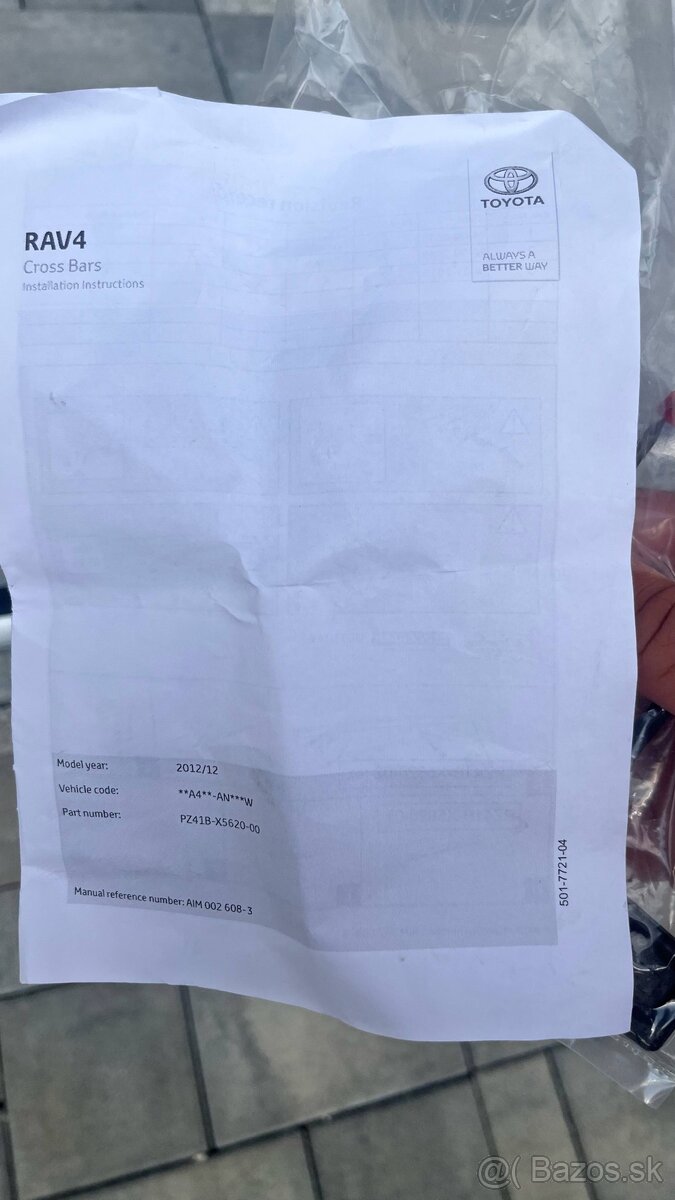 TOYOTA
ALWAYS A
BETTER WAY
RAV4
Cross Bars
Installation Instructions
Model year: 2012/12
Vehicle code: **A4**-AN***W
Part number: PZ41B-X5620-00
Manual reference number: AIM 002 608-3
501-7721-04
@( Bazos.sk